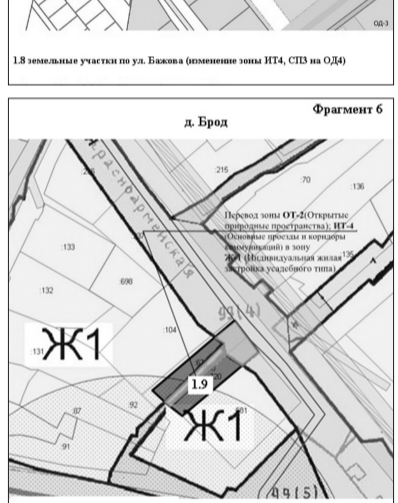 ОД-3
1.8 земельные участки по ул. Бажова (изменение зоны ИТ4, СПЗ на ОД4)
Фрагмент 6
д. Брод
Красноармейская
:215
:70
:136
Перевод зоны ОТ-2(Открытые
природные пространства); ИТ-4
(Основные проезды и коридоры
коммуникаций) в зону
Ж-1 (Индивидуальная жилая
застройка усадебного типа)
:133
:132
698
:104
:131
Ж1
1.9
:92
:87
:91
Ж1